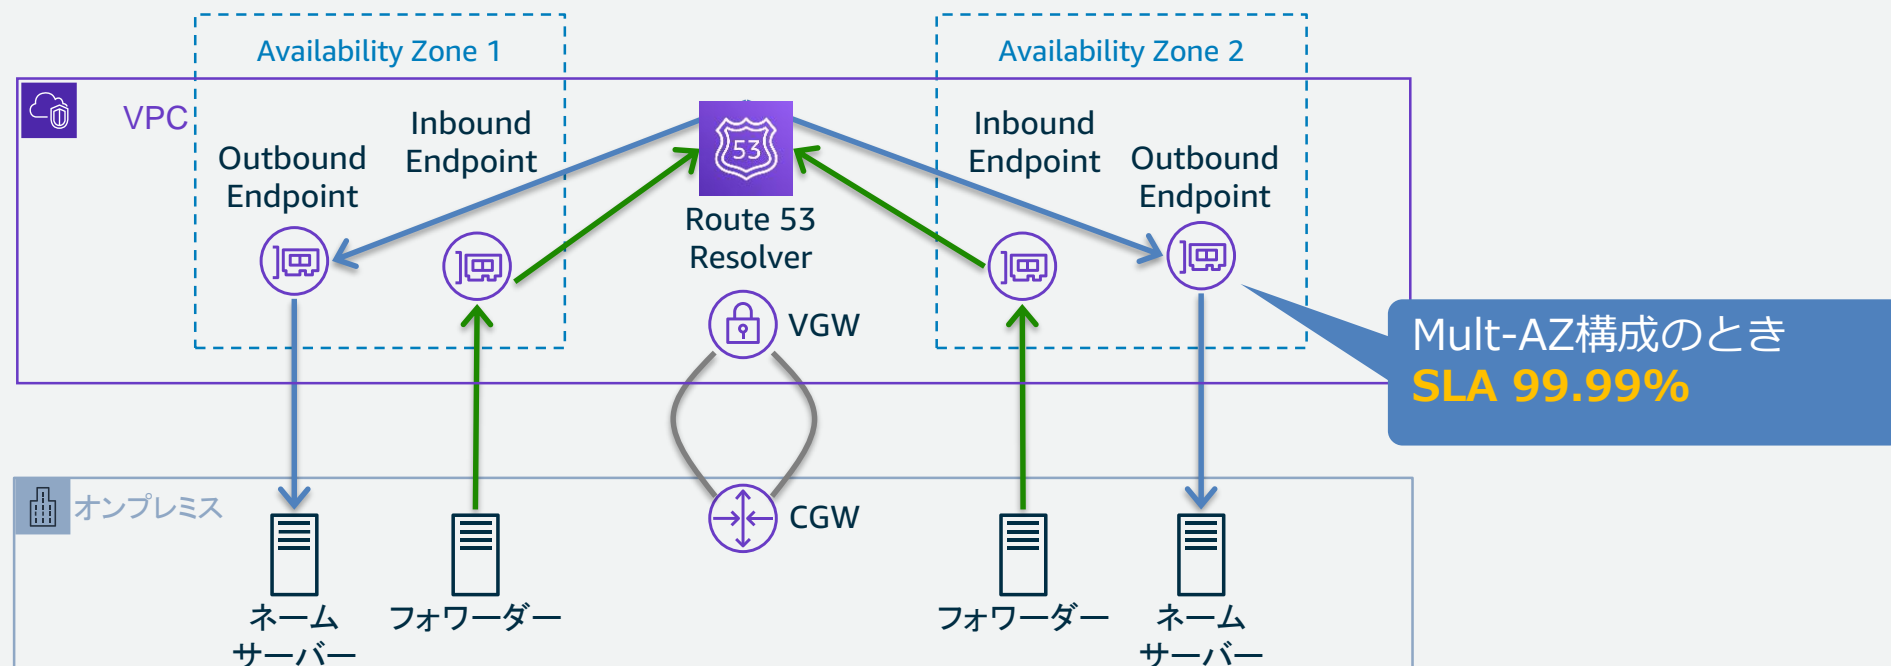 Availability Zone 1
Availability Zone 2
VPC
Outbound
Endpoint
Inbound
Endpoint
53
Route 53
Resolver
Inbound
Endpoint
Outbound
Endpoint
VGW
Mult-AZ構成のとき
SLA 99.99%
オンプレミス
CGW
ネーム
サーバー
フォワーダー
フォワーダー
ネーム
サーバー